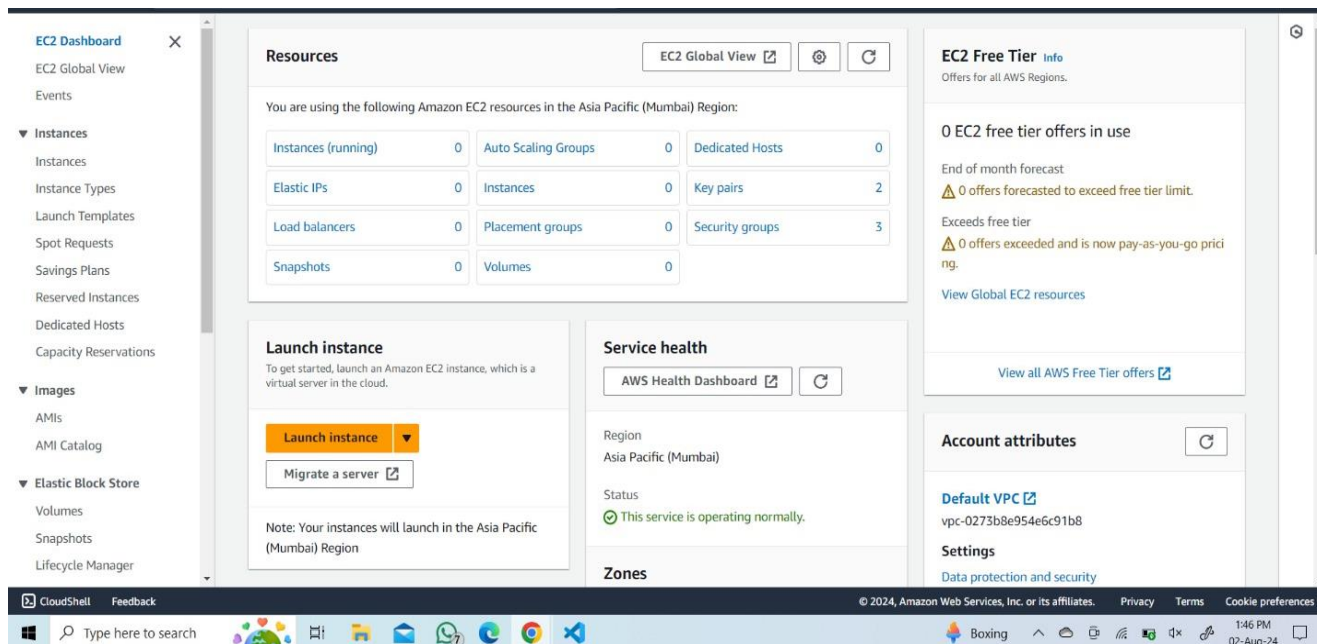 EC2 Dashboard
EC2 Global View
Events
Instances
Instances
Instance Types
Launch Templates
Spot Requests
Savings Plans
Reserved Instances
Dedicated Hosts
Capacity Reservations
Images
AMIs
AMI Catalog
Elastic Block Store
Volumes
Snapshots
Lifecycle Manager
Resources
EC2 Global View
You are using the following Amazon EC2 resources in the Asia Pacific (Mumbai) Region:
Instances (running) 0 Auto Scaling Groups 0 Dedicated Hosts 0
Elastic IPs 0 Instances 0 Key pairs 2
Load balancers 0 Placement groups 0 Security groups 3
Snapshots 0 Volumes 0
Launch instance
To get started, launch an Amazon EC2 instance, which is a
virtual server in the cloud.
Launch instance
Migrate a server
Note: Your instances will launch in the Asia Pacific
(Mumbai) Region
Service health
AWS Health Dashboard
Region
Asia Pacific (Mumbai)
Status
This service is operating normally.
Zones
EC2 Free Tier Info
Offers for all AWS Regions.
0 EC2 free tier offers in use
End of month forecast
0 offers forecasted to exceed free tier limit.
Exceeds free tier
0 offers exceeded and is now pay-as-you-go prici
ng.
View Global EC2 resources
View all AWS Free Tier offers
Account attributes
Default VPC
vpc-0273b8e954e6c91b8
Settings
Data protection and security
CloudShell Feedback © 2024, Amazon Web Services, Inc. or its affiliates. Privacy Terms Cookie preferences
Type here to search 7 Boxing 1:46 PM
02-Aug-24